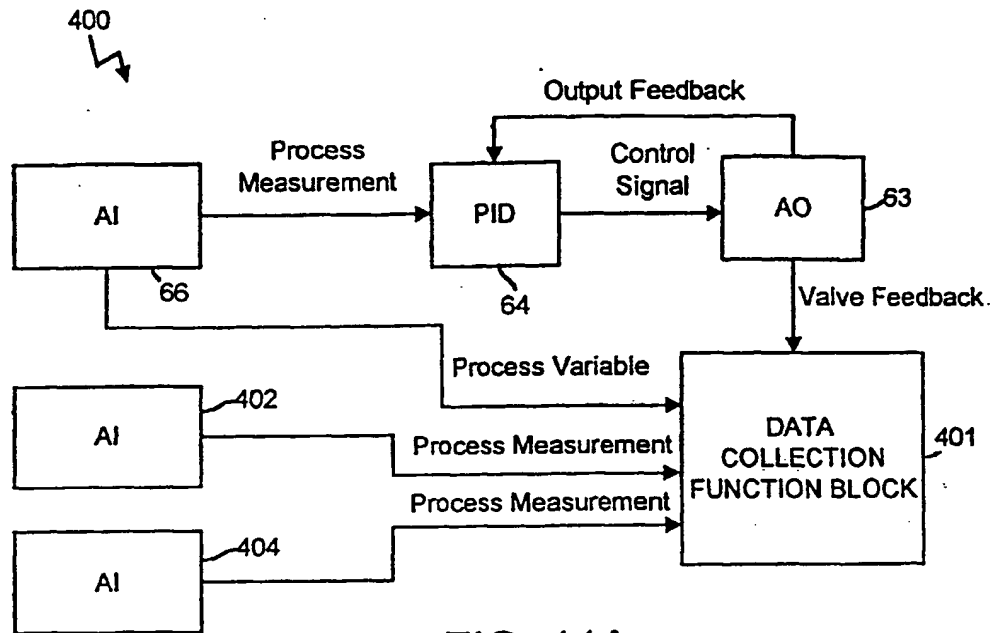 400
Output Feedback
Process
Measurement
Control
Signal
AI
PID
AO
63
66
64
Valve Feedback
Process Variable
402
AI
Process Measurement
DATA
COLLECTION
FUNCTION BLOCK
401
Process Measurement
404
AI